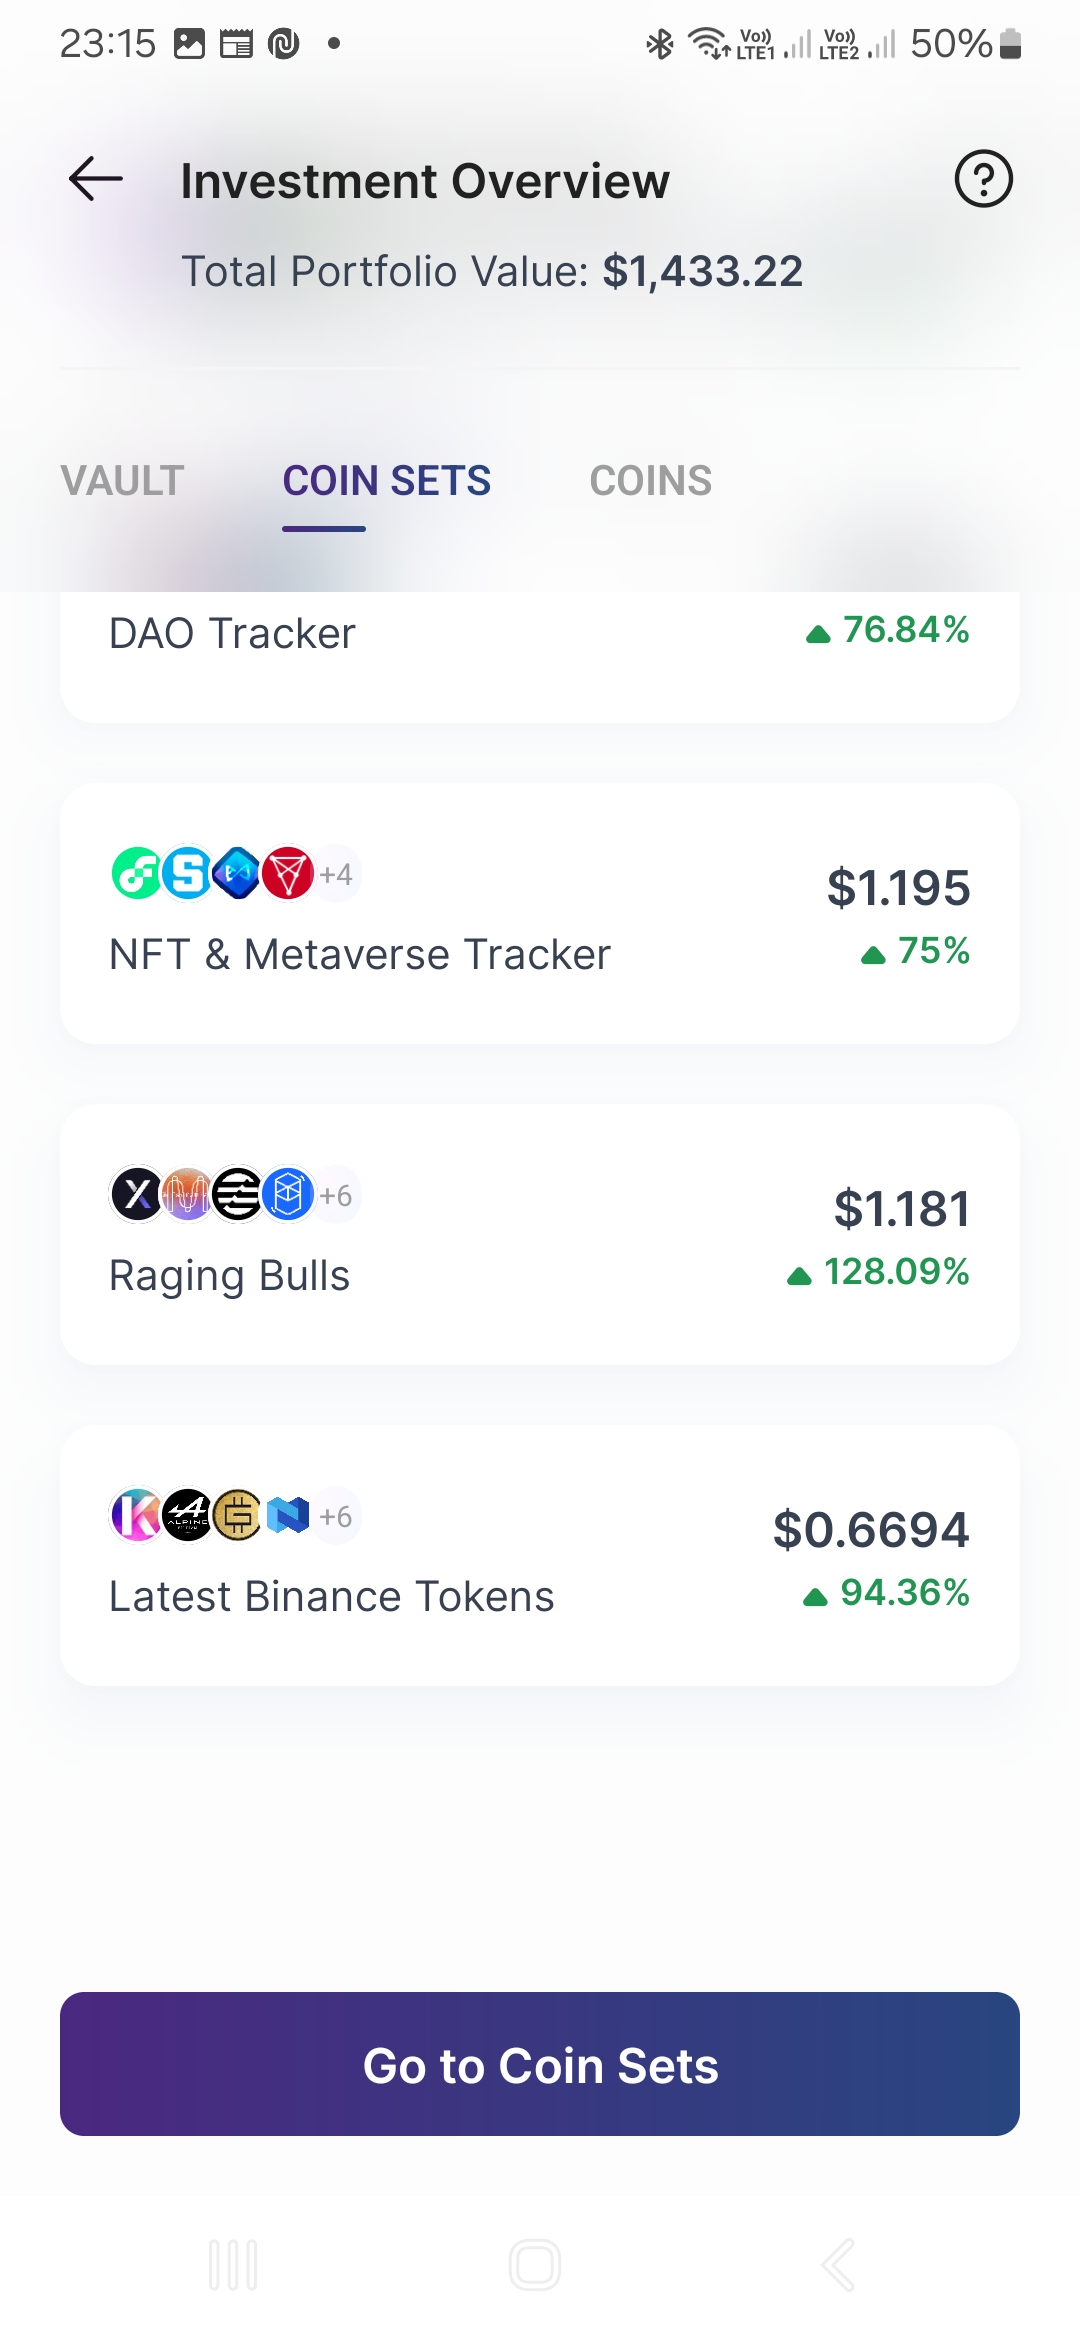 23:15
Vo)) LTE1 Vo)) LTE2 50%
Investment Overview
Total Portfolio Value: $1,433.22
VAULT COIN SETS COINS
DAO Tracker 76.84%
+4
$1.195
NFT & Metaverse Tracker 75%
+6
$1.181
Raging Bulls 128.09%
ALPINE
+6
$0.6694
Latest Binance Tokens 94.36%
Go to Coin Sets